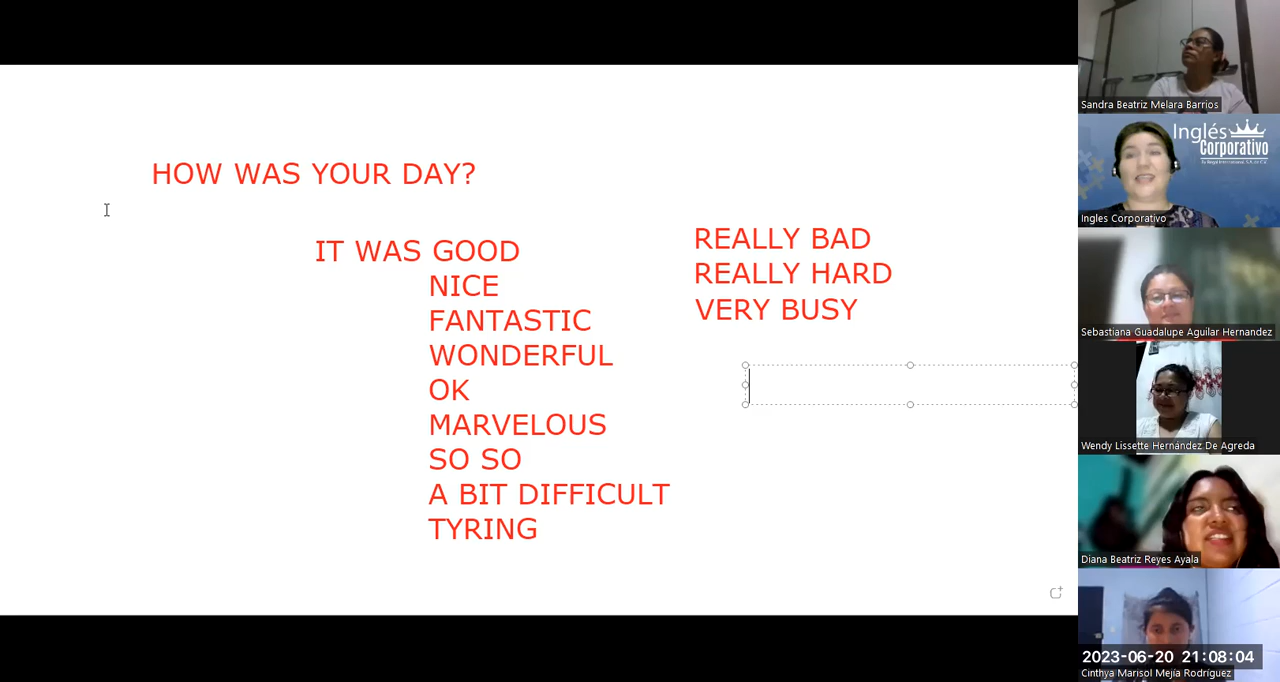 HOW WAS YOUR DAY?
IT WAS GOOD
NICE
FANTASTIC
WONDERFUL
OK
MARVELOUS
SO SO
A BIT DIFFICULT
TYRING
REALLY BAD
REALLY HARD
VERY BUSY
Sandra Beatriz Melara Barrios
Inglés
Corporativo
Ingles Corporativo
Sebastiana Guadalupe Aguilar Hernandez
Wendy Lissette Hernández De Agreda
Diana Beatriz Reyes Ayala
2023-06-20 21:08:04
Cinthya Marisol Mejía Rodríguez